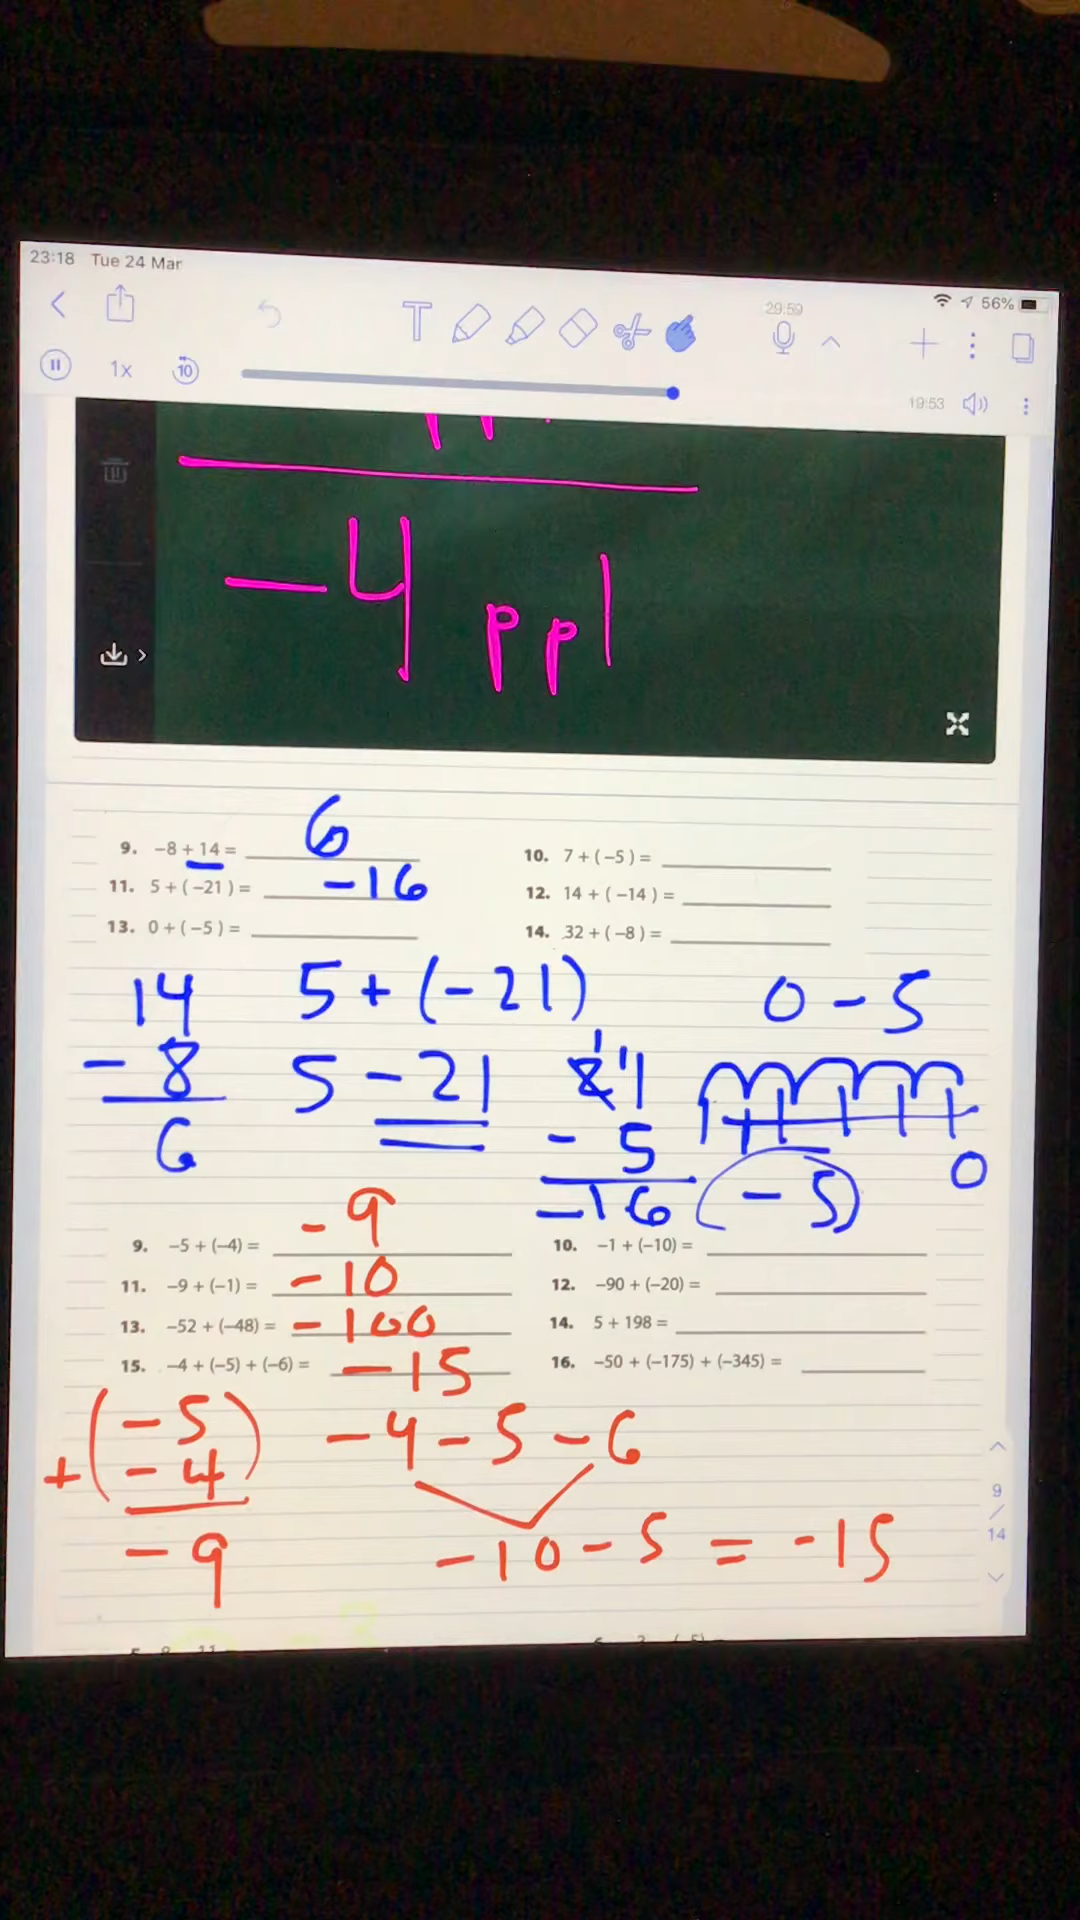 23:18 Tue 24 Mar
56%
T
29:59
1x
10
19:53
-4 ppl
9. -8 + 14 = 6
10. 7 + (-5) =
11. 5 + (-21) = -16
12. 14 + (-14) =
13. 0 + (-5) =
14. 32 + (-8) =
14 5 + (-21) 0 - 5
- 8 5 - 21 21
- 5
6 -16 (-5) 0
9. -5 + (-4) = -9
10. -1 + (-10) =
11. -9 + (-1) = -10
12. -90 + (-20) =
13. -52 + (-48) = -100
14. 5 + 198 =
15. -4 + (-5) + (-6) = -15
16. -50 + (-175) + (-345) =
+ (-5 -4 - 5 - 6
-4)
-9 -10 - 5 = -15
9
/
14